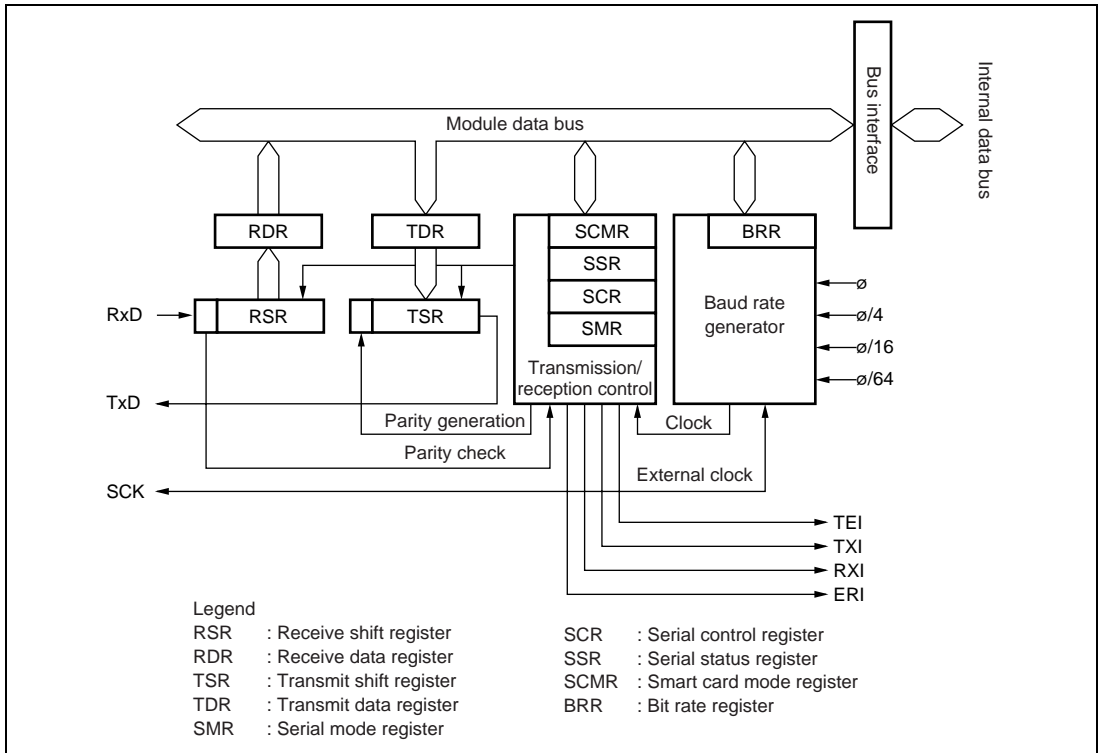 Bus interface
Internal data bus
Module data bus
RDR
TDR
SCMR
BRR
SSR
SCR
SMR
RxD
RSR
TSR
Baud rate
generator
ø
ø/4
ø/16
ø/64
Transmission/
reception control
TxD
Parity generation
Clock
Parity check
External clock
SCK
TEI
TXI
RXI
ERI
Legend
RSR : Receive shift register
RDR : Receive data register
TSR : Transmit shift register
TDR : Transmit data register
SMR : Serial mode register
SCR : Serial control register
SSR : Serial status register
SCMR : Smart card mode register
BRR : Bit rate register